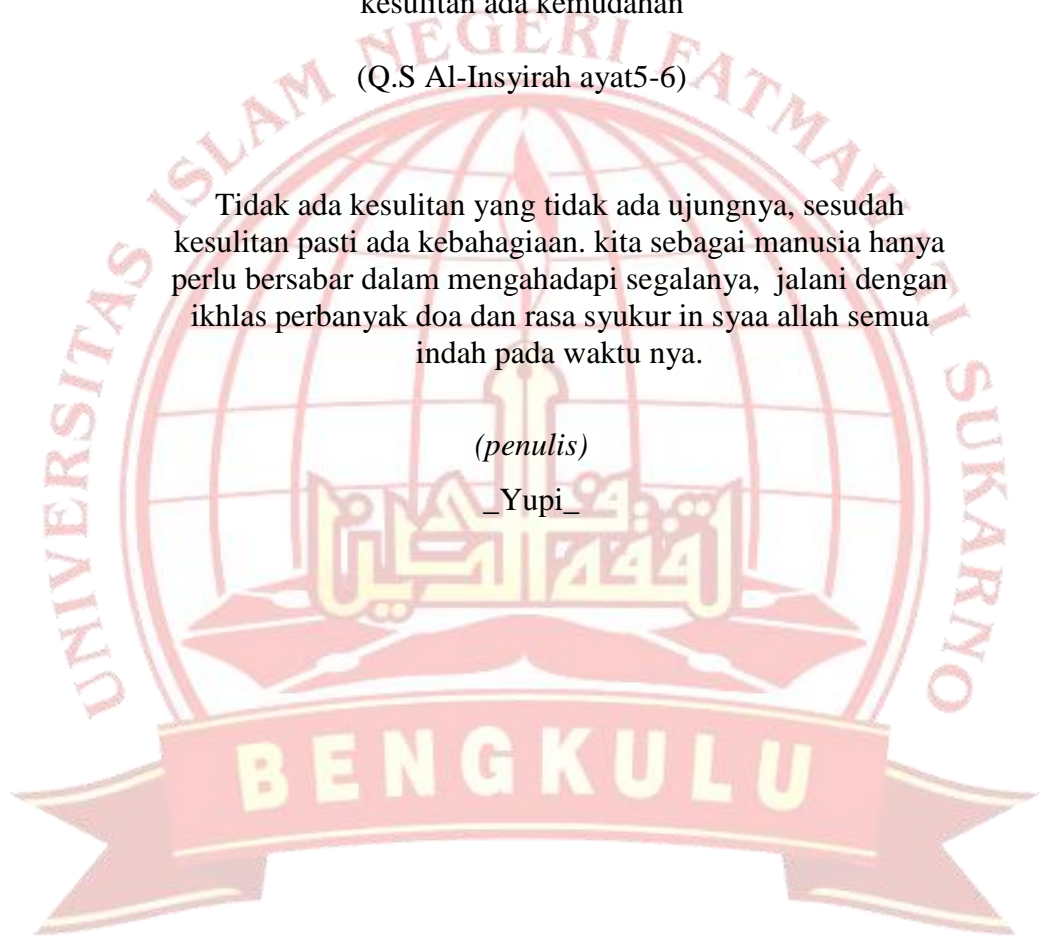 kesulitan ada kemudahan
(Q.S Al-Insyirah ayat5-6)
Tidak ada kesulitan yang tidak ada ujungnya, sesudah
kesulitan pasti ada kebahagiaan. kita sebagai manusia hanya
perlu bersabar dalam mengahadapi segalanya,  jalani dengan
ikhlas perbanyak doa dan rasa syukur in syaa allah semua
indah pada waktu nya.
(penulis)
_Yupi_
UNIVERSITAS ISLAM NEGERI FATMAWATI SUKARNO
BENGKULU